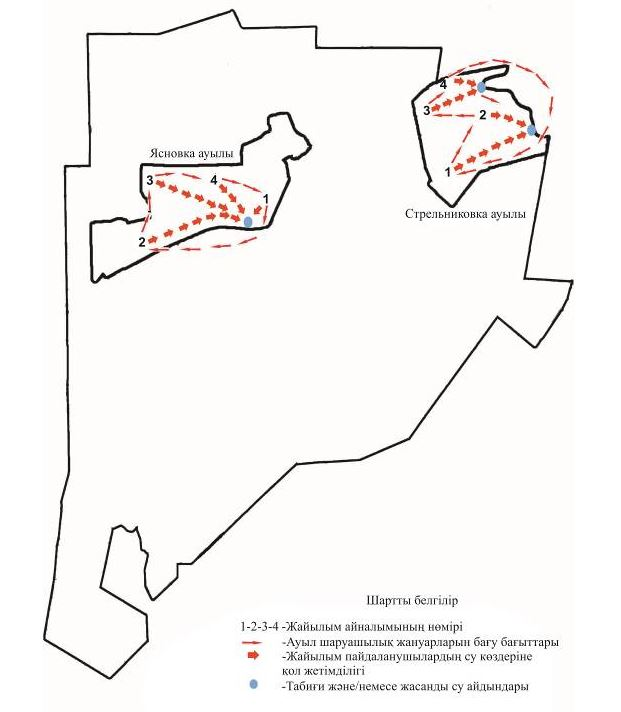 4
3
2
1
Ясновка ауылы
3
4
1
2
Стрельниковка ауылы
Шартты белгілір
1-2-3-4 -Жайылым айналымының нөмірі
-Ауыл шаруашылық жануарларын бағу бағыттары
-Жайылым пайдаланушылардың су көздеріне
қол жетімділігі
-Табиғи және/немесе жасанды су айдындары